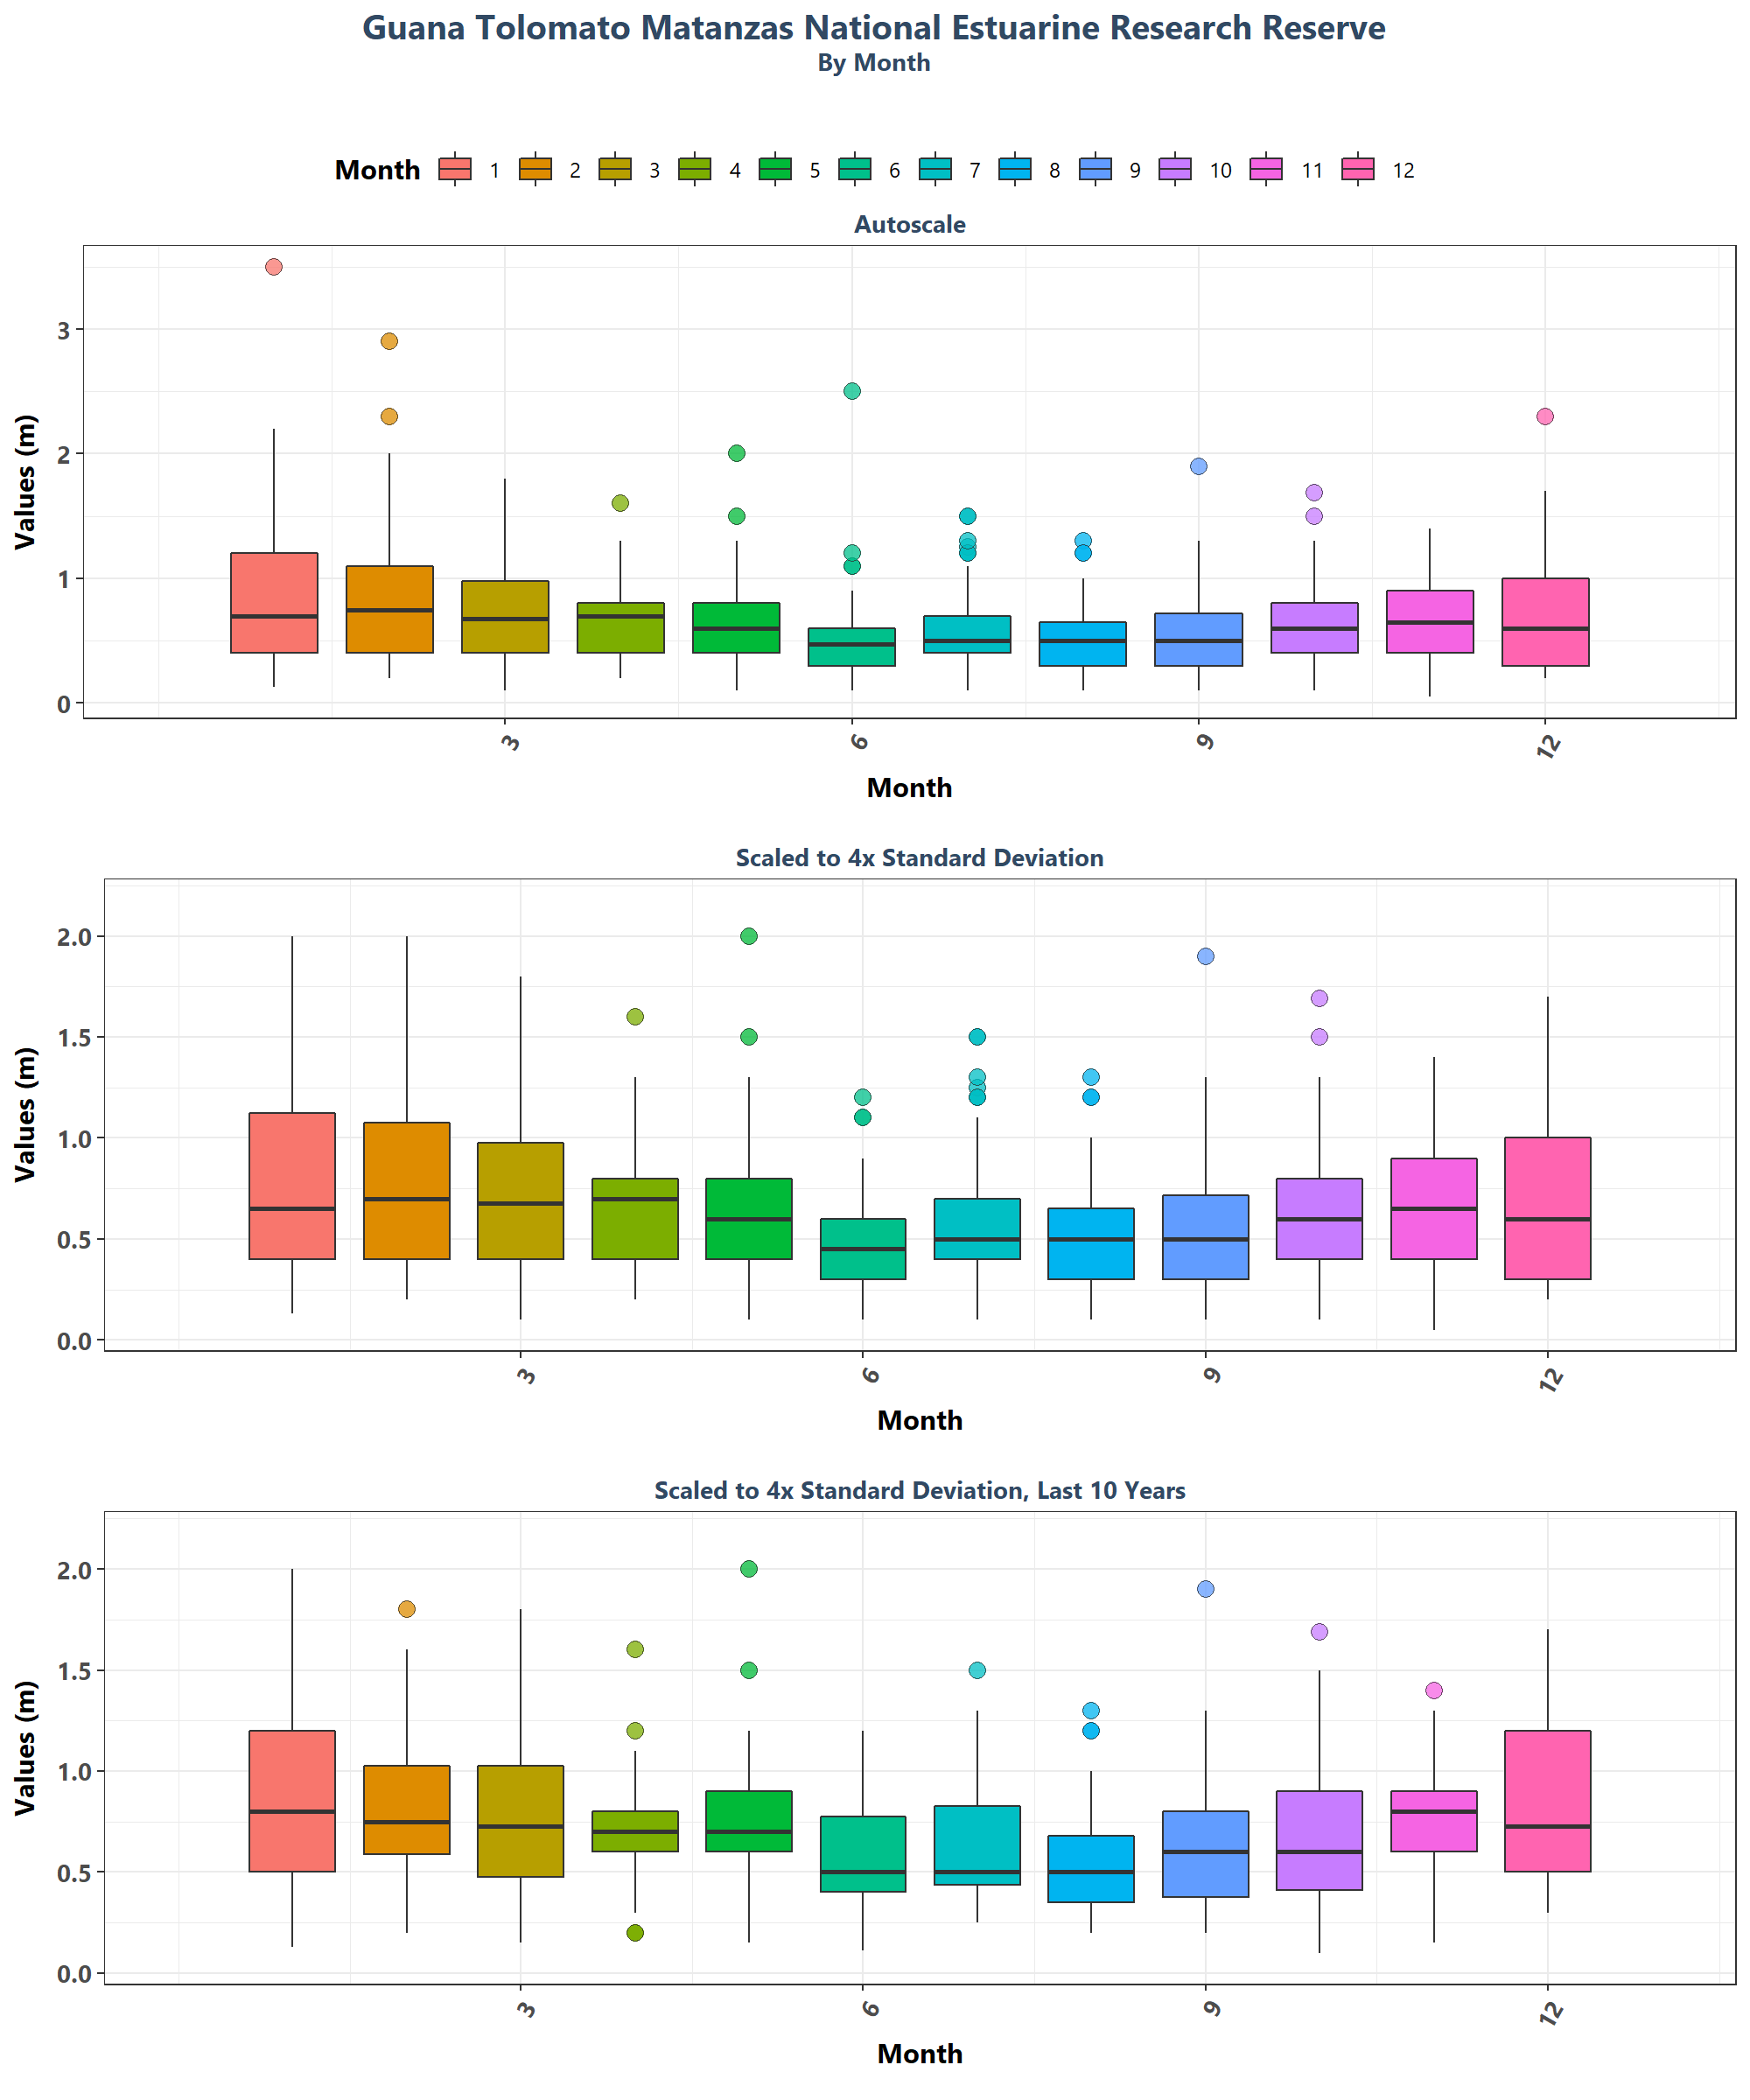 Guana Tolomato Matanzas National Estuarine Research Reserve
By Month
Month 1 2 3 4 5 6 7 8 9 10 11 12
Autoscale
Values (m)
3
2
1
0
3 6 9 12
Month
Scaled to 4x Standard Deviation
Values (m)
2.0
1.5
1.0
0.5
0.0
3 6 9 12
Month
Scaled to 4x Standard Deviation, Last 10 Years
Values (m)
2.0
1.5
1.0
0.5
0.0
3 6 9 12
Month